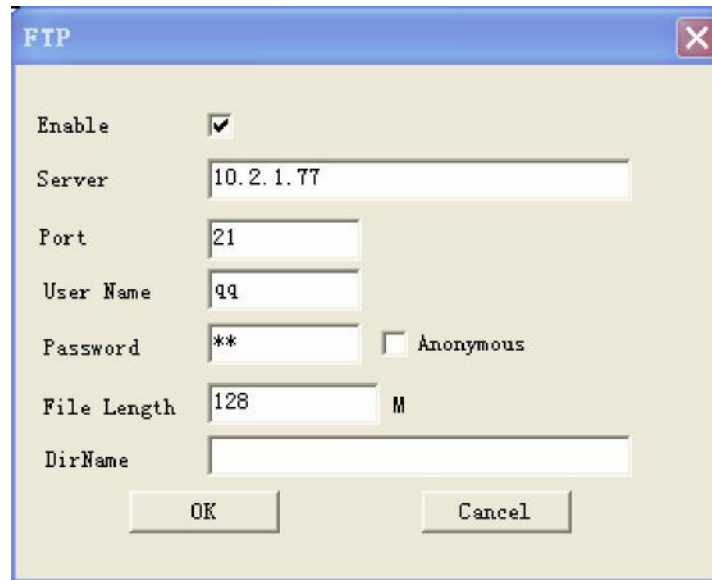 FTP
Enable
Server 10.2.1.77
Port 21
User Name qq
Password ** Anonymous
File Length 128 M
DirName
OK Cancel